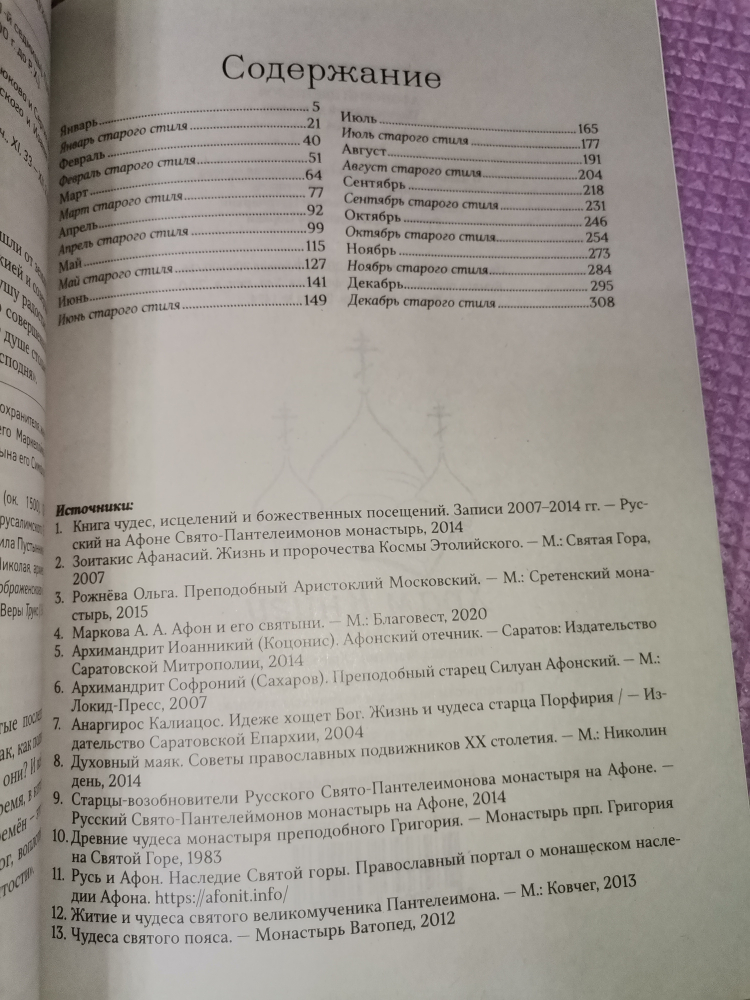 Содержание
Январь 5
Январь старого стиля 21
Февраль 40
Февраль старого стиля 51
Март 64
Март старого стиля 77
Апрель 92
Апрель старого стиля 99
Май 115
Май старого стиля 127
Июнь 141
Июнь старого стиля 149
Июль 165
Июль старого стиля 177
Август 191
Август старого стиля 204
Сентябрь 218
Сентябрь старого стиля 231
Октябрь 246
Октябрь старого стиля 254
Ноябрь 273
Ноябрь старого стиля 284
Декабрь 295
Декабрь старого стиля 308
Источники:
1. Книга чудес, исцелений и божественных посещений. Записи 2007–2014 гг. — Рус-
ский на Афоне Свято-Пантелеимонов монастырь, 2014
2. Зоитакис Афанасий. Жизнь и пророчества Космы Этолийского. — М.: Святая Гора,
2007
3. Рожнёва Ольга. Преподобный Аристоклий Московский. — М.: Сретенский мона-
стырь, 2015
4. Маркова А. А. Афон и его святыни. — М.: Благовест, 2020
5. Архимандрит Иоанникий (Коцонис). Афонский отечник. — Саратов: Издательство
Саратовской Митрополии, 2014
6. Архимандрит Софроний (Сахаров). Преподобный старец Силуан Афонский. — М.:
Локид-Пресс, 2007
7. Анаргирос Калиацос. Идеже хощет Бог. Жизнь и чудеса старца Порфирия / — Из-
дательство Саратовской Епархии, 2004
8. Духовный маяк. Советы православных подвижников XX столетия. — М.: Николин
день, 2014
9. Старцы-возобновители Русского Свято-Пантелеимонова монастыря на Афоне. —
Русский Свято-Пантелеймонов монастырь на Афоне, 2014
10. Древние чудеса монастыря преподобного Григория. — Монастырь прп. Григория
на Святой Горе, 1983
11. Русь и Афон. Наследие Святой горы. Православный портал о монашеском насле-
дии Афона. https://afonit.info/
12. Житие и чудеса святого великомученика Пантелеимона. — М.: Ковчег, 2013
13. Чудеса святого пояса. — Монастырь Ватопед, 2012